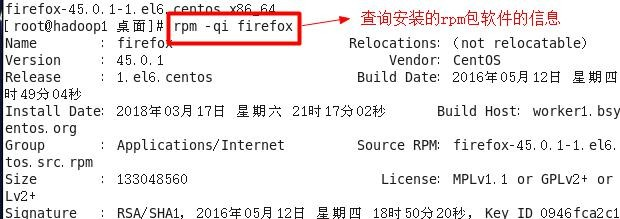 firefox-45.0.1-1.el6.centos.x86_64
[root@hadoop1 桌面]# rpm -qi firefox
查询安装的rpm包软件的信息
Name : firefox Relocations: (not relocatable)
Version : 45.0.1 Vendor: CentOS
Release : 1.el6.centos Build Date: 2016年05月12日 星期四
时49分04秒
Install Date: 2018年03月17日 星期六 21时17分02秒 Build Host: worker1.bsy
entos.org
Group : Applications/Internet Source RPM: firefox-45.0.1-1.el6.
tos.src.rpm
Size : 133048560 License: MPLv1.1 or GPLv2+ or
Lv2+
Signature : RSA/SHA1, 2016年05月12日 星期四 18时50分20秒, Key ID 0946fca2c1